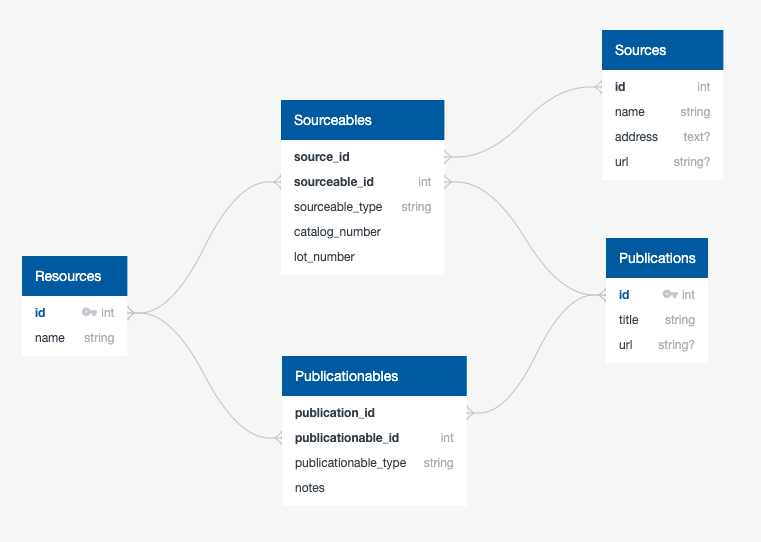 Sources
id int
name string
address text?
url string?
Sourceables
source_id
sourceable_id int
sourceable_type string
catalog_number
lot_number
Resources
id int
name string
Publications
id int
title string
url string?
Publicationables
publication_id
publicationable_id int
publicationable_type string
notes